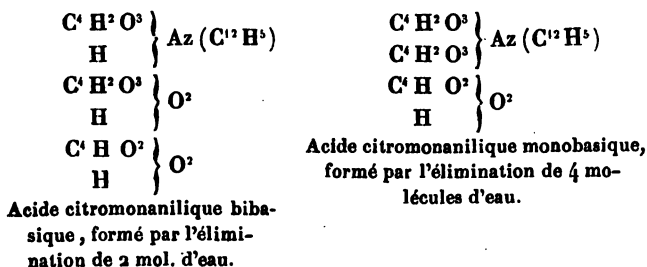 C⁴ H² O³ } Az (C¹² H⁵)
H
C⁴ H² O³ } O²
H
C⁴ H O² } O²
H
Acide citromonanilique biba-
sique, formé par l'élimi-
nation de 2 mol. d'eau.
C⁴ H² O³ } Az (C¹² H⁵)
C⁴ H² O³
C⁴ H O² } O²
H
Acide citromonanilique monobasique,
formé par l'élimination de 4 mo-
lécules d'eau.